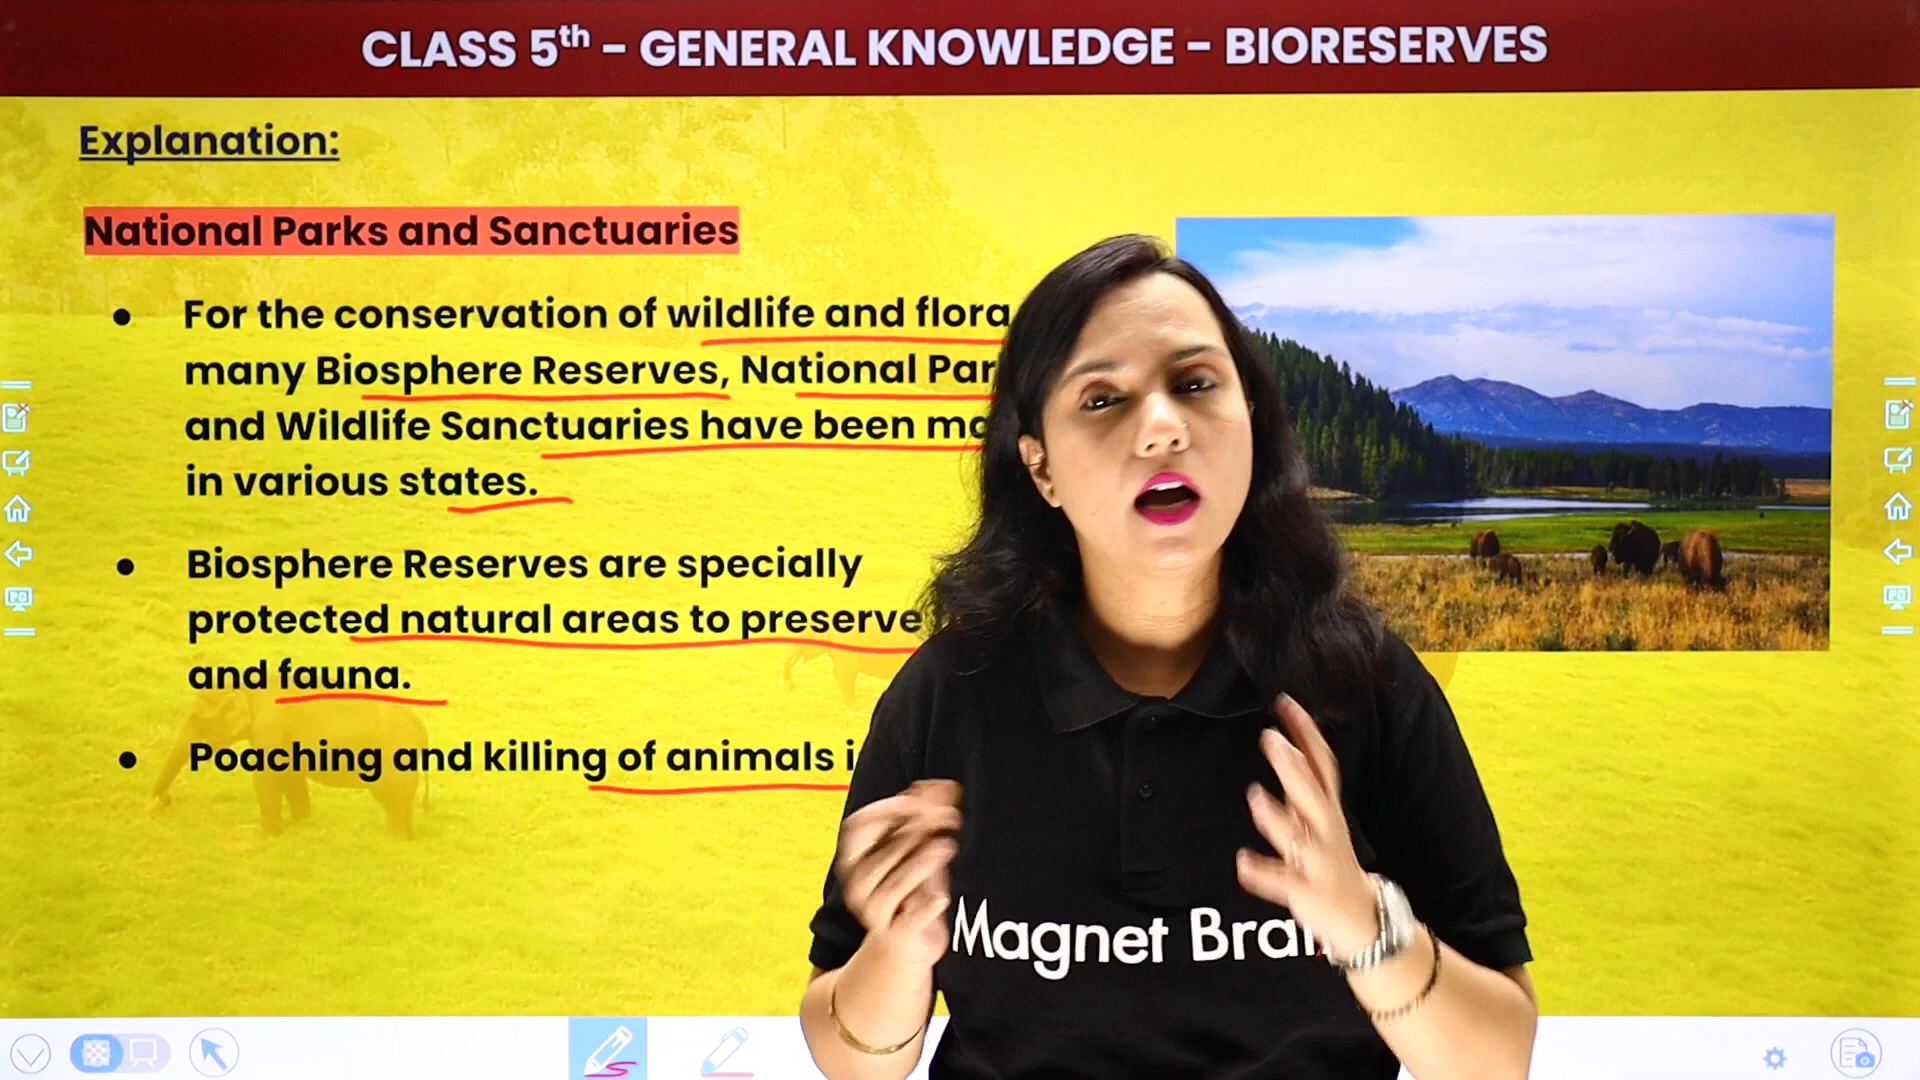 CLASS 5th - GENERAL KNOWLEDGE - BIORESERVES
Explanation:
National Parks and Sanctuaries
● For the conservation of wildlife and flora
many Biosphere Reserves, National Par
and Wildlife Sanctuaries have been
in various states.
● Biosphere Reserves are specially
protected natural areas to preserve
and fauna.
● Poaching and killing of animals
Magnet Brai